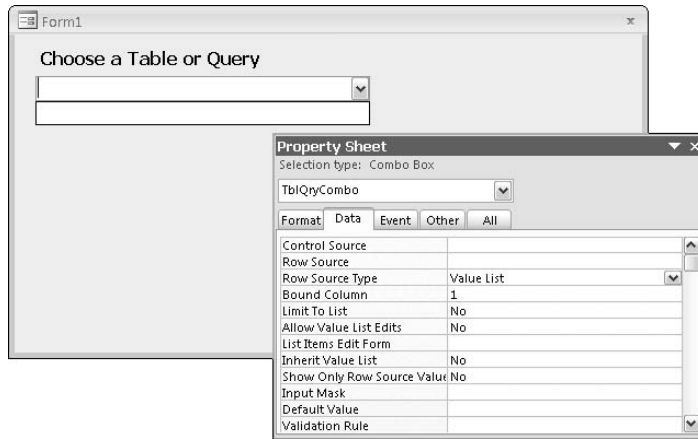 Form1
Choose a Table or Query
Property Sheet
Selection type: Combo Box
TblQryCombo
Format Data Event Other All
Control Source
Row Source
Row Source Type Value List
Bound Column 1
Limit To List No
Allow Value List Edits No
List Items Edit Form
Inherit Value List No
Show Only Row Source Value No
Input Mask
Default Value
Validation Rule